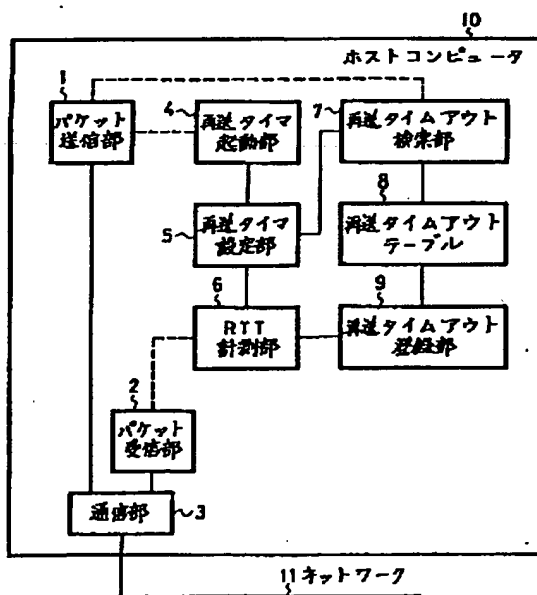 10
ホストコンピュータ
1
パケット
送信部
4
再送タイマ
起動部
7
再送タイムアウト
検索部
5
再送タイマ
設定部
8
再送タイムアウト
テーブル
6
RTT
計測部
9
再送タイムアウト
登録部
2
パケット
受信部
通信部
3
11 ネットワーク